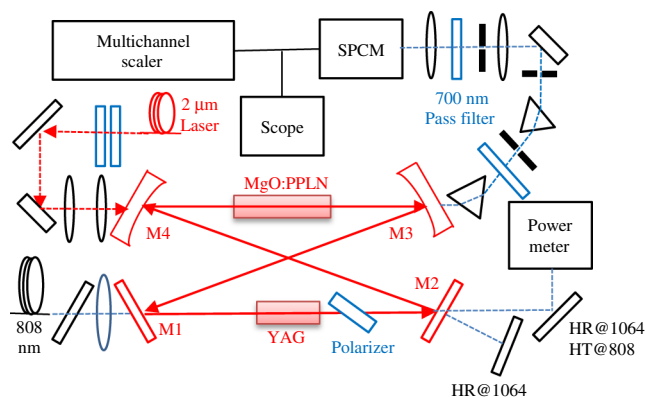 Multichannel
scaler
SPCM
700 nm
Pass filter
2 μm
Laser
Scope
MgO:PPLN
M4
M3
Power
meter
M2
808
nm
M1
YAG
Polarizer
HR@1064
HT@808
HR@1064